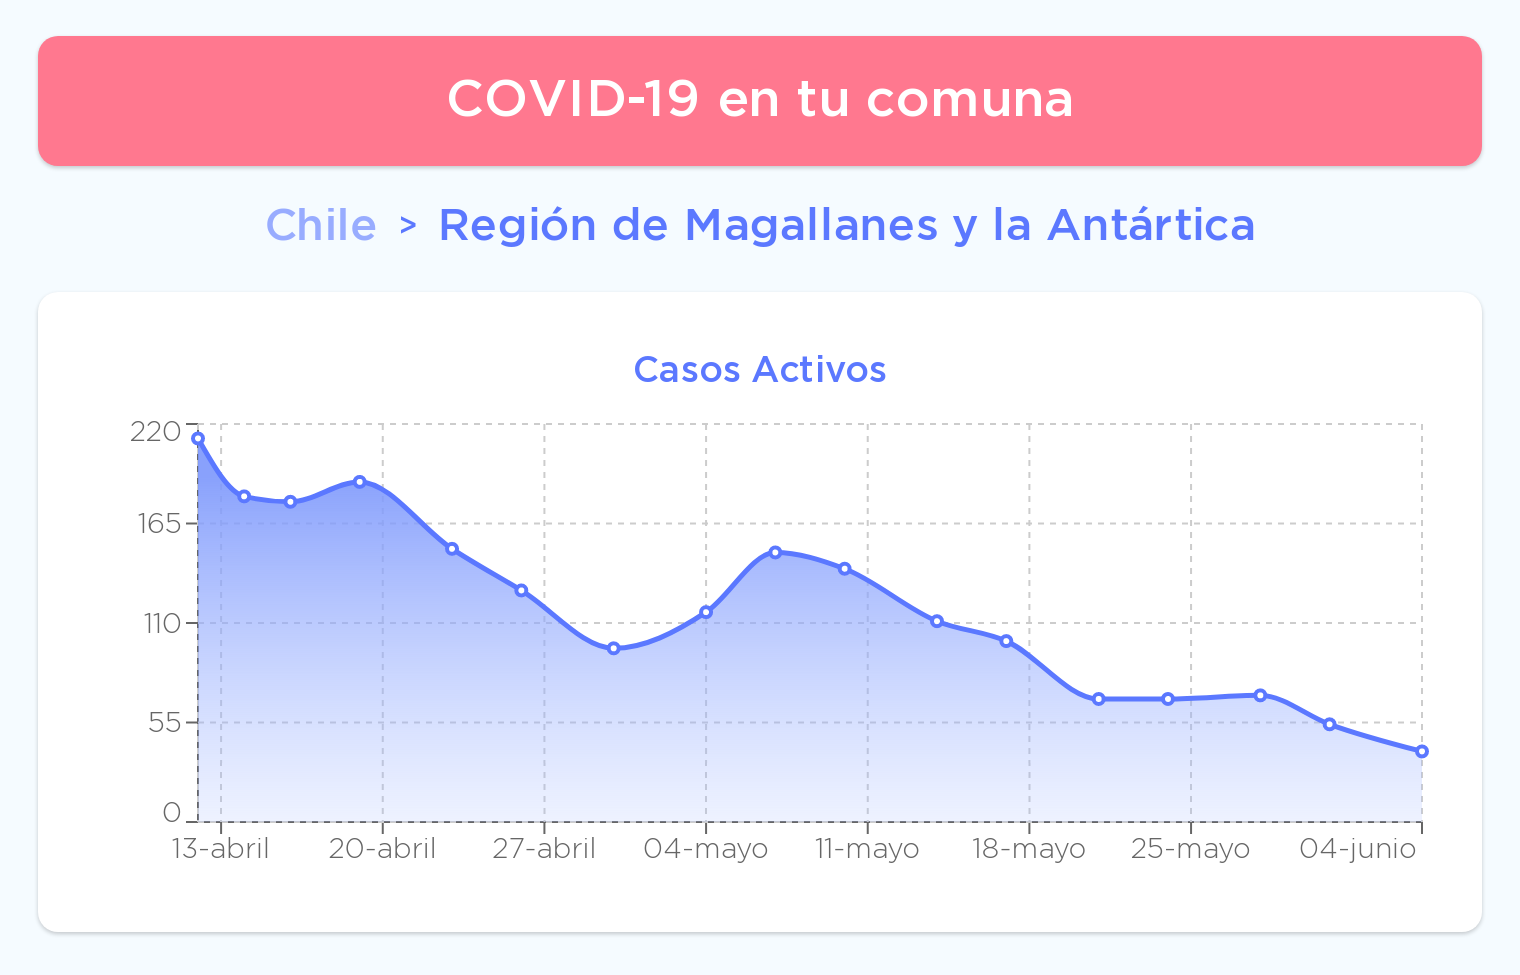 COVID-19 en tu comuna
Chile > Región de Magallanes y la Antártica
Casos Activos
220
165
110
55
0
13-abril 20-abril 27-abril 04-mayo 11-mayo 18-mayo 25-mayo 04-junio